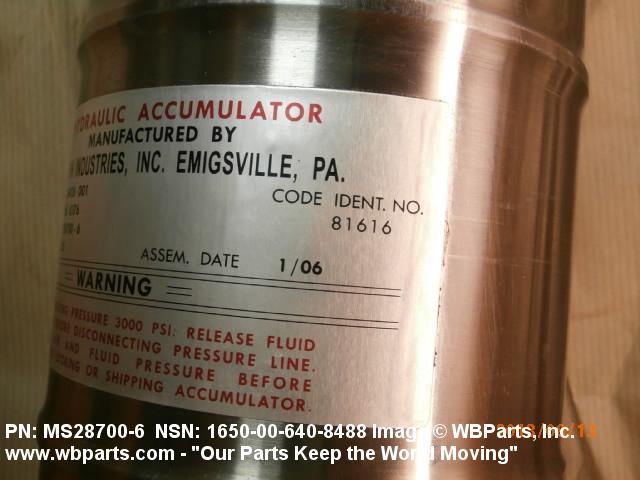 HYDRAULIC ACCUMULATOR
MANUFACTURED BY
INDUSTRIES, INC. EMIGSVILLE, PA.
001
CODE IDENT. NO.
81616
ASSEM. DATE 1/06
WARNING
PRESSURE 3000 PSI: RELEASE FLUID
DISCONNECTING PRESSURE LINE.
AND FLUID PRESSURE BEFORE
OR SHIPPING ACCUMULATOR.
PN: MS28700-6 NSN: 1650-00-640-8488 Image © WBParts, Inc.
www.wbparts.com - "Our Parts Keep the World Moving"